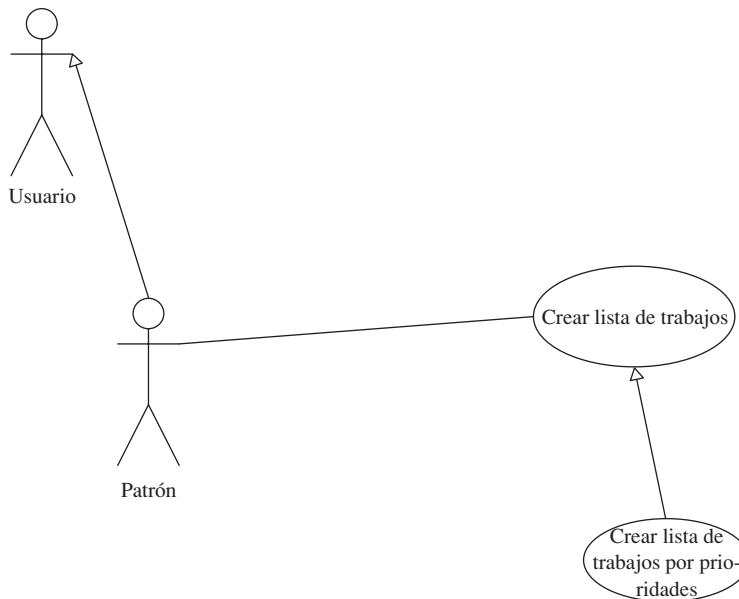 Usuario
Crear lista de trabajos
Patrón
Crear lista de
trabajos por prio-
ridades